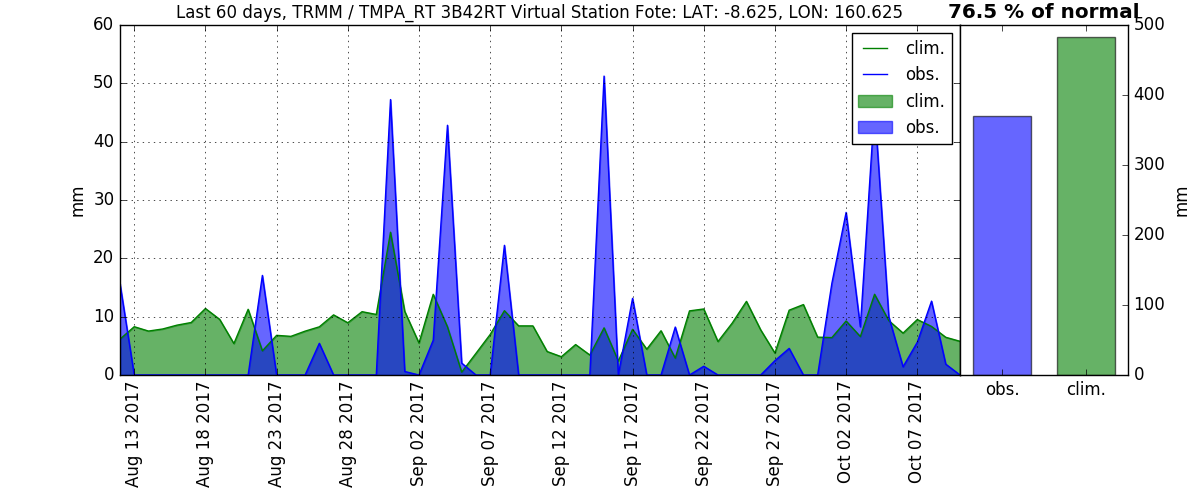 Last 60 days, TRMM / TMPA_RT 3B42RT Virtual Station Fote: LAT: -8.625, LON: 160.625
76.5 % of normal
60
50
40
30
20
10
0
mm
clim.
obs.
clim.
obs.
Aug 13 2017
Aug 18 2017
Aug 23 2017
Aug 28 2017
Sep 02 2017
Sep 07 2017
Sep 12 2017
Sep 17 2017
Sep 22 2017
Sep 27 2017
Oct 02 2017
Oct 07 2017
500
400
300
200
100
0
mm
obs.
clim.